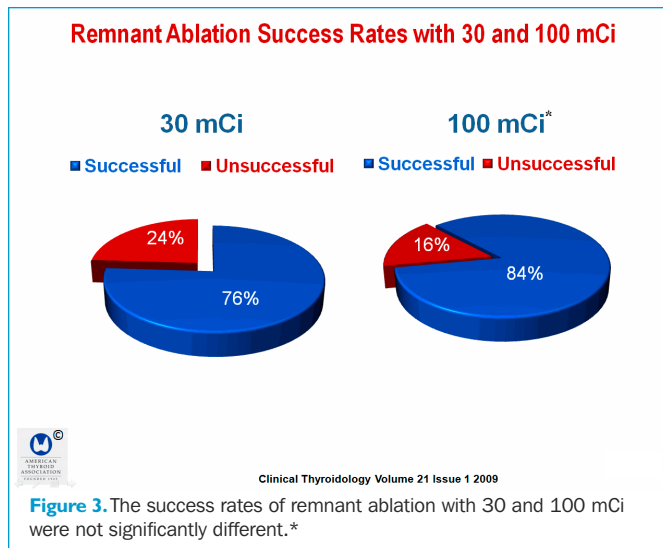 Remnant Ablation Success Rates with 30 and 100 mCi
30 mCi
100 mCi*
Successful Unsuccessful
Successful Unsuccessful
24%
76%
16%
84%
©
AMERICAN
THYROID
ASSOCIATION
FOUNDED 1923
Clinical Thyroidology Volume 21 Issue 1 2009
Figure 3. The success rates of remnant ablation with 30 and 100 mCi
were not significantly different.*